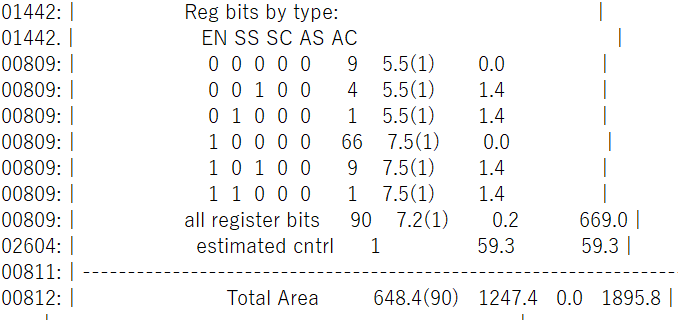 01442: | Reg bits by type: |
01442. | EN SS SC AS AC |
00809: | 0 0 0 0 0 9 5.5(1) 0.0 |
00809: | 0 0 1 0 0 4 5.5(1) 1.4 |
00809: | 0 1 0 0 0 1 5.5(1) 1.4 |
00809: | 1 0 0 0 0 66 7.5(1) 0.0 |
00809: | 1 0 1 0 0 9 7.5(1) 1.4 |
00809: | 1 1 0 0 0 1 7.5(1) 1.4 |
00809: | all register bits 90 7.2(1) 0.2 669.0 |
02604: | estimated cntrl 1 59.3 59.3 |
00811: | ------------------------------------------------------------------
00812: | Total Area 648.4(90) 1247.4 0.0 1895.8 |